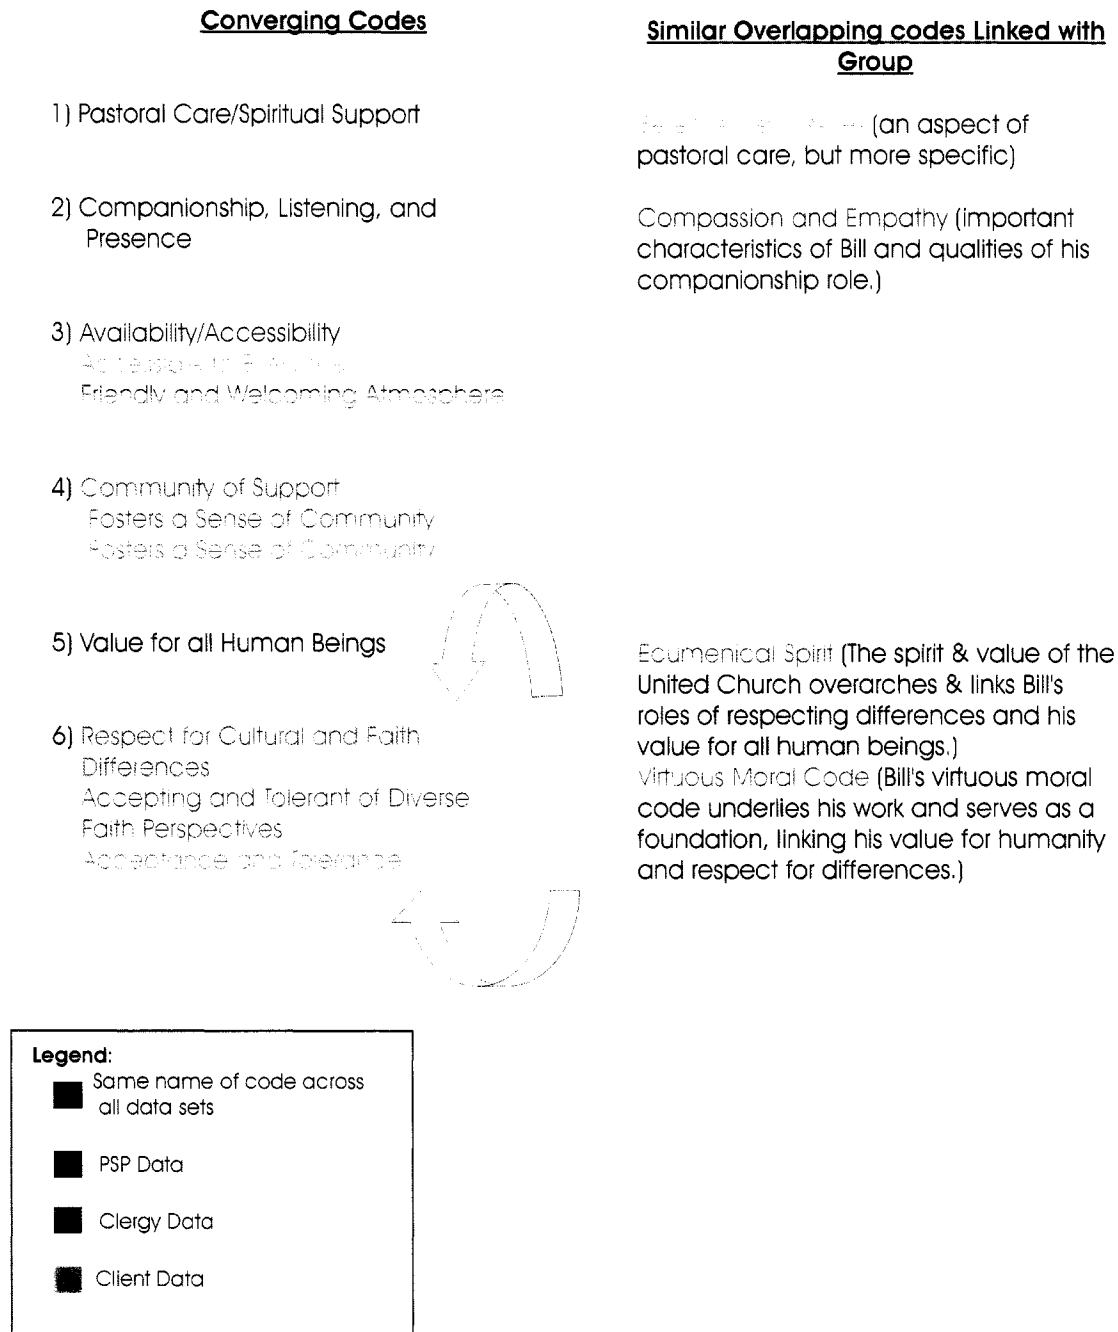 Converging Codes
1) Pastoral Care/Spiritual Support
2) Companionship, Listening, and
Presence
3) Availability/Accessibility
Friendly and Welcoming Atmosphere
4) Community of Support
Fosters a Sense of Community
Fosters a Sense of Community
5) Value for all Human Beings
6) Respect for Cultural and Faith
Differences
Accepting and Tolerant of Diverse
Faith Perspectives
Acceptance and Tolerance
Similar Overlapping codes Linked with
Group
(an aspect of
pastoral care, but more specific)
Compassion and Empathy (important
characteristics of Bill and qualities of his
companionship role.)
Ecumenical Spirit (The spirit & value of the
United Church overarches & links Bill's
roles of respecting differences and his
value for all human beings.)
Virtuous Moral Code (Bill's virtuous moral
code underlies his work and serves as a
foundation, linking his value for humanity
and respect for differences.)
Legend:
Same name of code across
all data sets
PSP Data
Clergy Data
Client Data